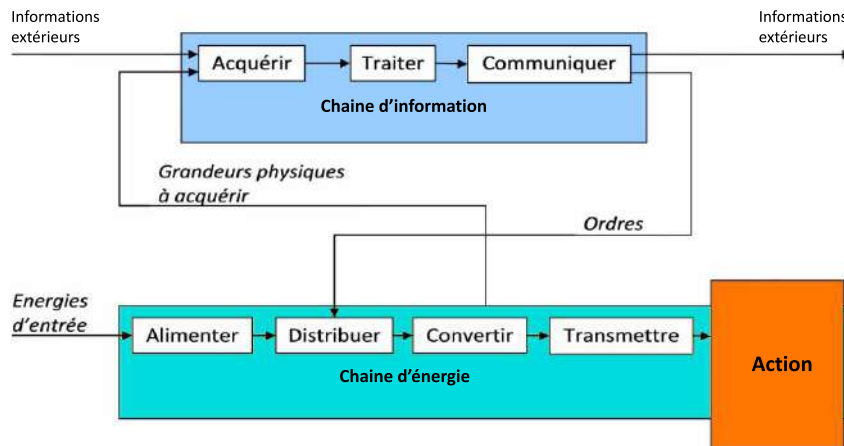 Informations
extérieurs
Informations
extérieurs
Acquérir
Traiter
Communiquer
Chaine d'information
Grandeurs physiques
à acquérir
Ordres
Energies
d'entrée
Alimenter
Distribuer
Convertir
Transmettre
Chaine d'énergie
Action